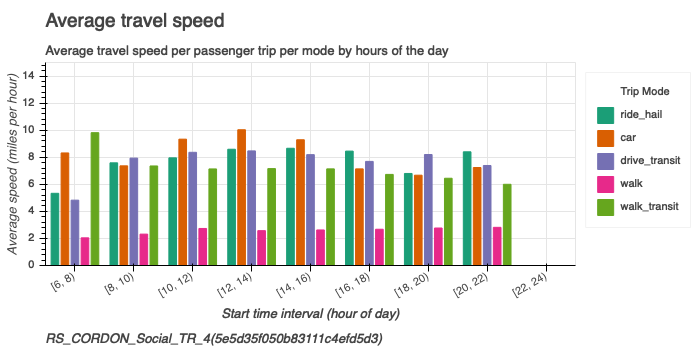 Average travel speed
Average travel speed per passenger trip per mode by hours of the day
Average speed (miles per hour)
14
12
10
8
6
4
2
0
[6, 8)
[8, 10)
[10, 12)
[12, 14)
[14, 16)
[16, 18)
[18, 20)
[20, 22)
[22, 24)
Start time interval (hour of day)
Trip Mode
ride_hail
car
drive_transit
walk
walk_transit
RS_CORDON_Social_TR_4(5e5d35f050b83111c4efd5d3)